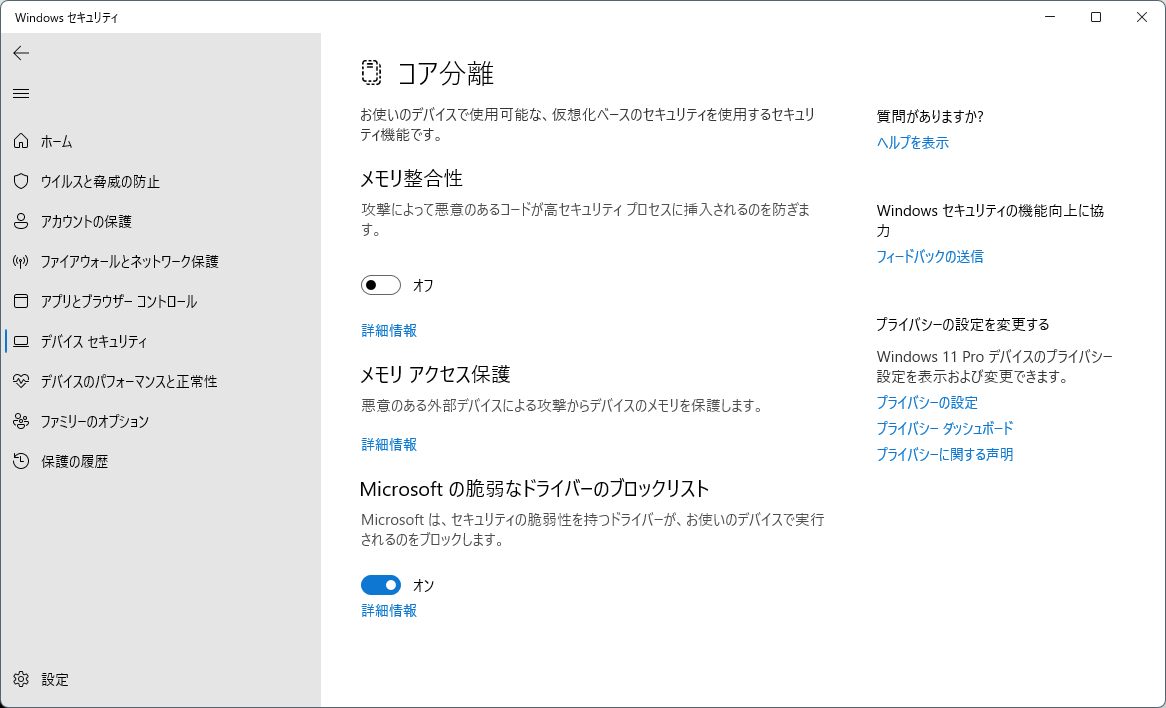 Windows セキュリティ
ホーム
ウイルスと脅威の防止
アカウントの保護
ファイアウォールとネットワーク保護
アプリとブラウザー コントロール
デバイス セキュリティ
デバイスのパフォーマンスと正常性
ファミリーのオプション
保護の履歴
設定
コア分離
お使いのデバイスで使用可能な、仮想化ベースのセキュリティを使用するセキュリ
ティ機能です。
メモリ整合性
攻撃によって悪意のあるコードが高セキュリティ プロセスに挿入されるのを防ぎま
す。
オフ
詳細情報
メモリ アクセス保護
悪意のある外部デバイスによる攻撃からデバイスのメモリを保護します。
詳細情報
Microsoft の脆弱なドライバーのブロックリスト
Microsoft は、セキュリティの脆弱性を持つドライバーが、お使いのデバイスで実行
されるのをブロックします。
オン
詳細情報
質問がありますか?
ヘルプを表示
Windows セキュリティの機能向上に協
力
フィードバックの送信
プライバシーの設定を変更する
Windows 11 Pro デバイスのプライバシー
設定を表示および変更できます。
プライバシーの設定
プライバシー ダッシュボード
プライバシーに関する声明